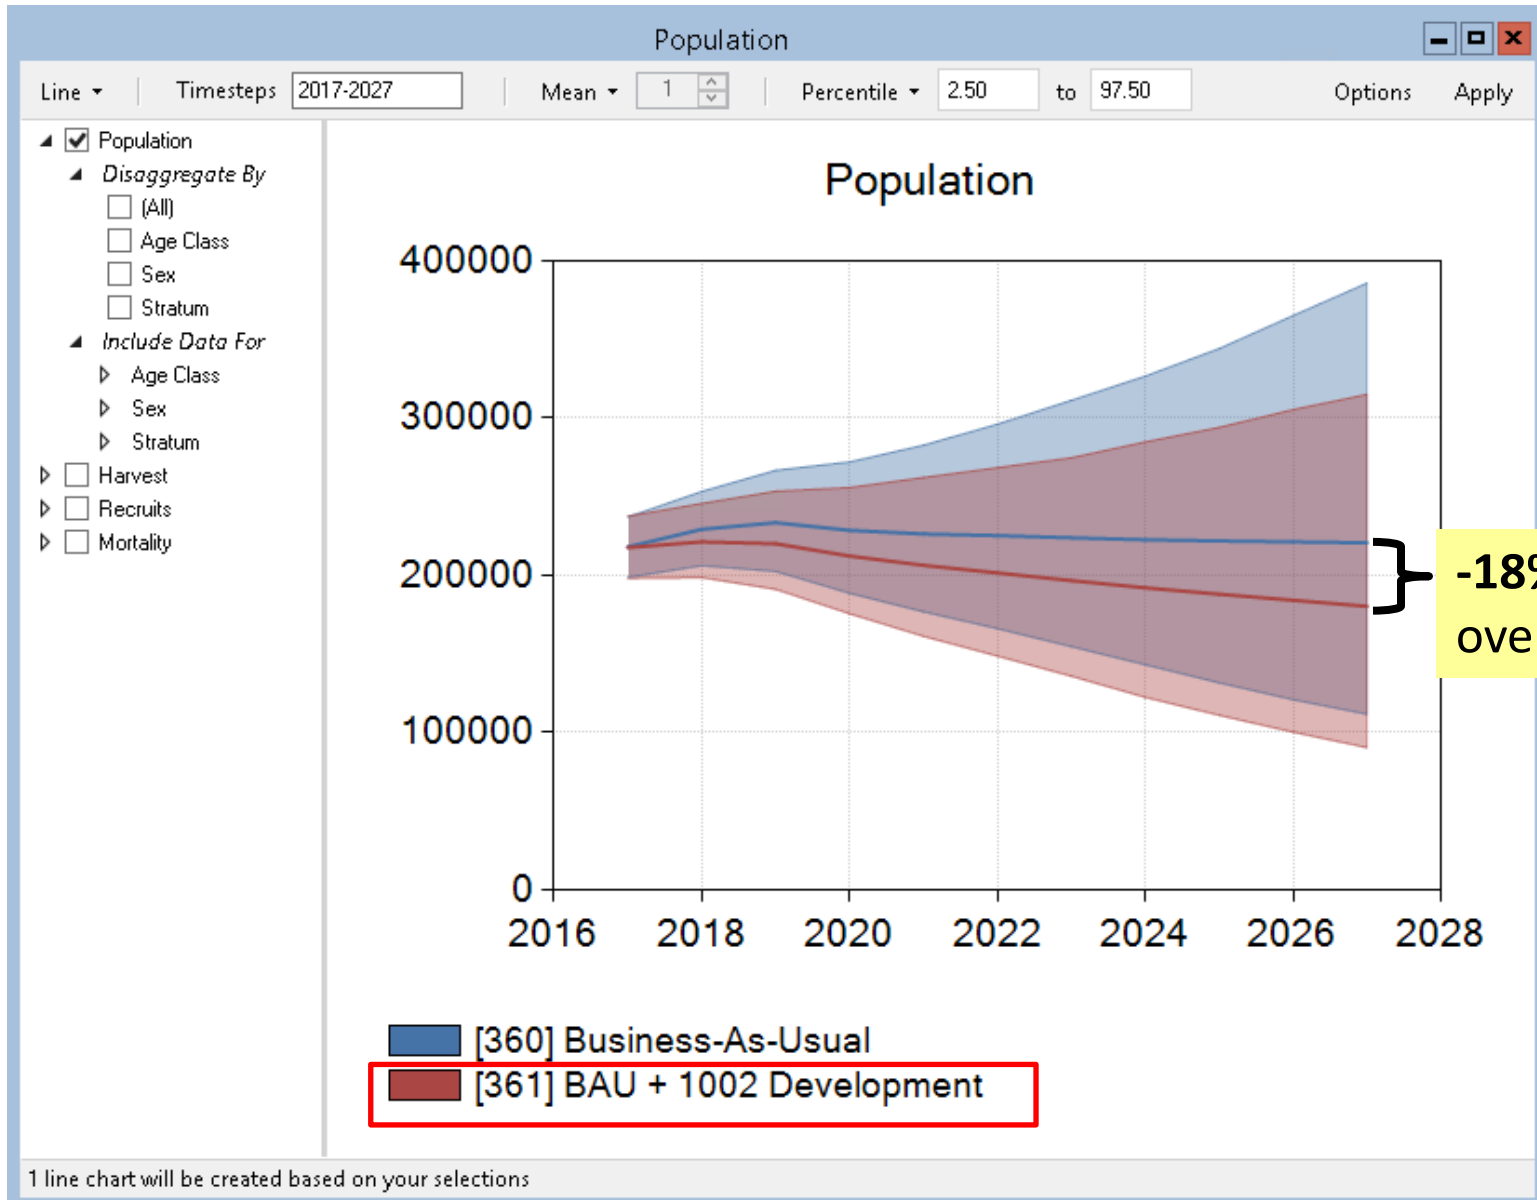 Population
Line Timesteps 2017-2027 Mean 1 Percentile 2.50 to 97.50 Options Apply
Population
Disaggregate By
(All)
Age Class
Sex
Stratum
Include Data For
Age Class
Sex
Stratum
Harvest
Recruits
Mortality
Population
400000
300000
200000
100000
0
2016 2018 2020 2022 2024 2026 2028
-18%
ove
[360] Business-As-Usual
[361] BAU + 1002 Development
1 line chart will be created based on your selections